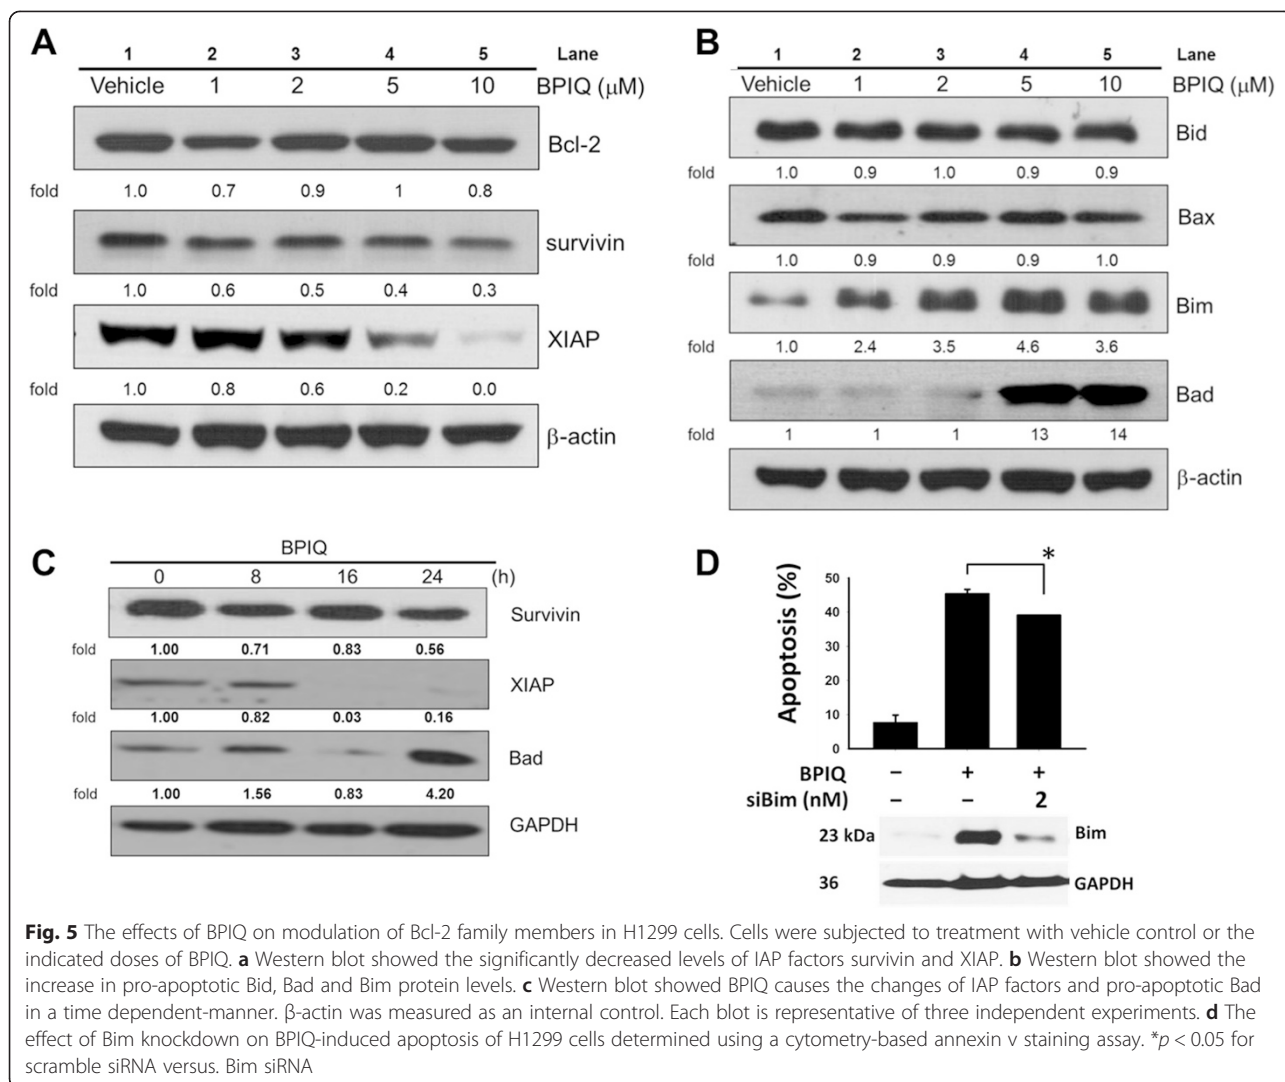 A
1 2 3 4 5 Lane
Vehicle 1 2 5 10 BPIQ (μM)
Bcl-2
fold 1.0 0.7 0.9 1 0.8
survivin
fold 1.0 0.6 0.5 0.4 0.3
XIAP
fold 1.0 0.8 0.6 0.2 0.0
β-actin
B
1 2 3 4 5 Lane
Vehicle 1 2 5 10 BPIQ (μM)
Bid
fold 1.0 0.9 1.0 0.9 0.9
Bax
fold 1.0 0.9 0.9 0.9 1.0
Bim
fold 1.0 2.4 3.5 4.6 3.6
Bad
fold 1 1 1 13 14
β-actin
C
BPIQ
0 8 16 24 (h)
Survivin
fold 1.00 0.71 0.83 0.56
XIAP
fold 1.00 0.82 0.03 0.16
Bad
fold 1.00 1.56 0.83 4.20
GAPDH
D
*
Apoptosis (%)
50
40
30
20
10
0
BPIQ – + +
siBim (nM) – – 2
23 kDa Bim
36 GAPDH
Fig. 5 The effects of BPIQ on modulation of Bcl-2 family members in H1299 cells. Cells were subjected to treatment with vehicle control or the
indicated doses of BPIQ. a Western blot showed the significantly decreased levels of IAP factors survivin and XIAP. b Western blot showed the
increase in pro-apoptotic Bid, Bad and Bim protein levels. c Western blot showed BPIQ causes the changes of IAP factors and pro-apoptotic Bad
in a time dependent-manner. β-actin was measured as an internal control. Each blot is representative of three independent experiments. d The
effect of Bim knockdown on BPIQ-induced apoptosis of H1299 cells determined using a cytometry-based annexin v staining assay. *p < 0.05 for
scramble siRNA versus. Bim siRNA